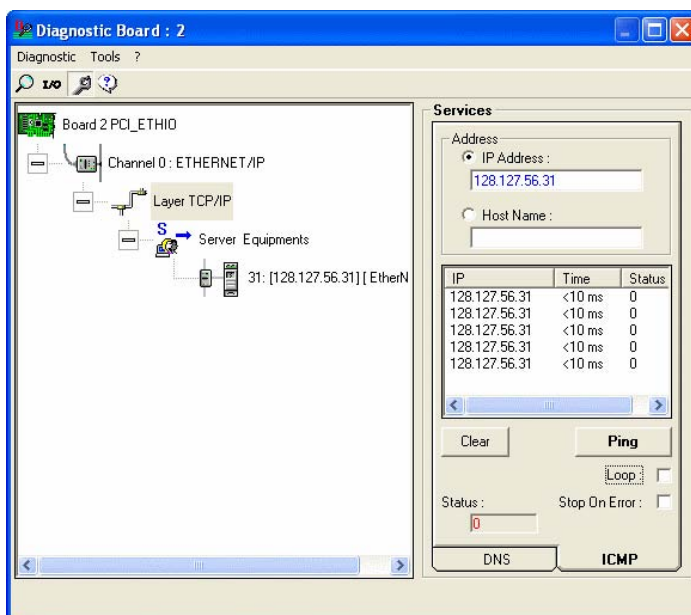 Diagnostic Board : 2
Diagnostic Tools ?
I/O
Board 2 PCI_ETHIO
Channel 0 : ETHERNET/IP
Layer TCP/IP
S
Server Equipments
31: [128.127.56.31] [ EtherN
Services
Address
IP Address :
128.127.56.31
Host Name :
IP Time Status
128.127.56.31 <10 ms 0
128.127.56.31 <10 ms 0
128.127.56.31 <10 ms 0
128.127.56.31 <10 ms 0
128.127.56.31 <10 ms 0
Clear Ping
Loop :
Status : Stop On Error :
0
DNS ICMP